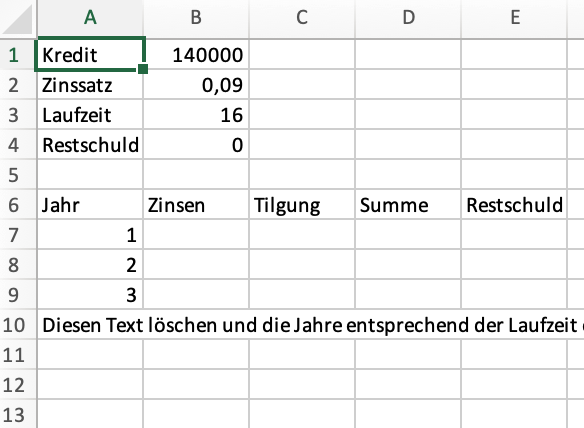 A B C D E
1 Kredit 140000
2 Zinssatz 0,09
3 Laufzeit 16
4 Restschuld 0
5
6 Jahr Zinsen Tilgung Summe Restschuld
7 1
8 2
9 3
10 Diesen Text löschen und die Jahre entsprechend der Laufzeit
11
12
13